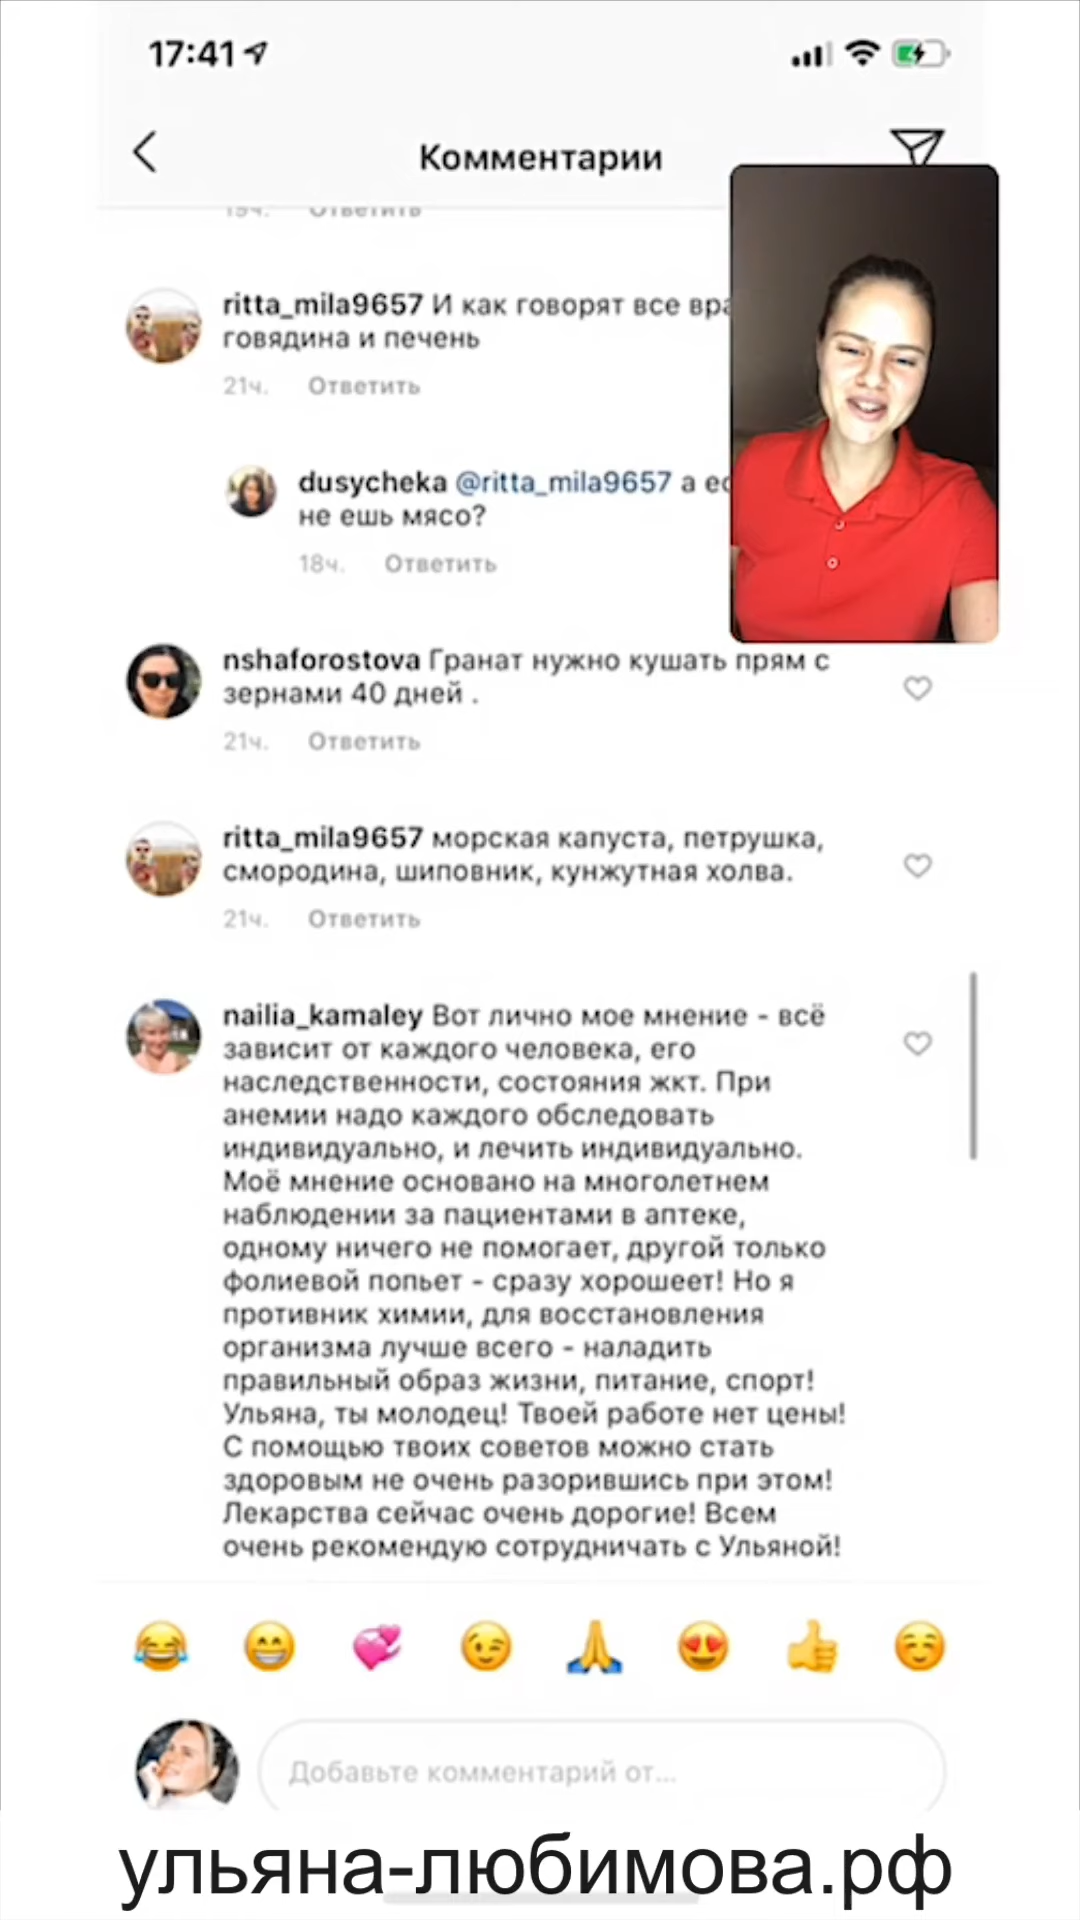 17:41
Комментарии
ritta_mila9657 И как говорят все
говядина и печень
21ч. Ответить
dusycheka @ritta_mila9657 а
не ешь мясо?
18ч. Ответить
nshaforostova Гранат нужно кушать прям с
зернами 40 дней .
21ч. Ответить
ritta_mila9657 морская капуста, петрушка,
смородина, шиповник, кунжутная холва.
21ч. Ответить
nailia_kamaley Вот лично мое мнение - всё
зависит от каждого человека, его
наследственности, состояния жкт. При
анемии надо каждого обследовать
индивидуально, и лечить индивидуально.
Моё мнение основано на многолетнем
наблюдении за пациентами в аптеке,
одному ничего не помогает, другой только
фолиевой попьет - сразу хорошеет! Но я
противник химии, для восстановления
организма лучше всего - наладить
правильный образ жизни, питание, спорт!
Ульяна, ты молодец! Твоей работе нет цены!
С помощью твоих советов можно стать
здоровым не очень разорившись при этом!
Лекарства сейчас очень дорогие! Всем
очень рекомендую сотрудничать с Ульяной!
Добавьте комментарий от...
ульяна-любимова.рф